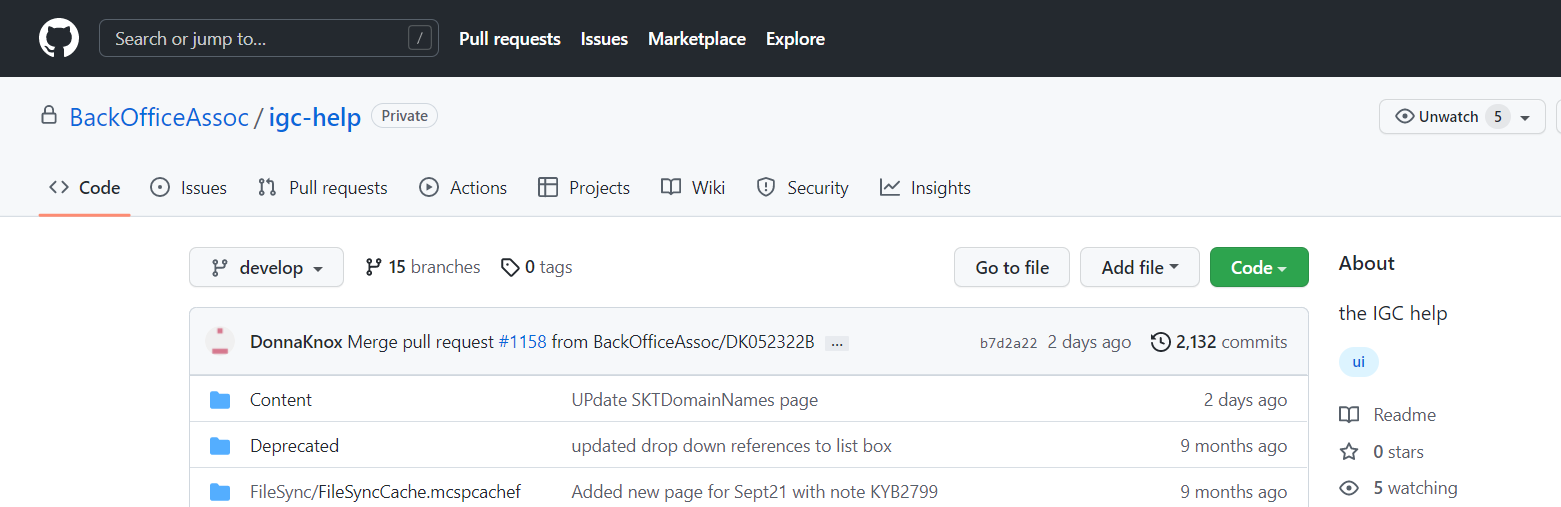 Search or jump to... /
Pull requests Issues Marketplace Explore
BackOfficeAssoc / igc-help Private
Unwatch 5
Code Issues Pull requests Actions Projects Wiki Security Insights
develop 15 branches 0 tags
Go to file Add file Code
DonnaKnox Merge pull request #1158 from BackOfficeAssoc/DK052322B ... b7d2a22 2 days ago 2,132 commits
Content UPdate SKTDomainNames page 2 days ago
Deprecated updated drop down references to list box 9 months ago
FileSync/FileSyncCache.mcspcachef Added new page for Sept21 with note KYB2799 9 months ago
About
the IGC help
ui
Readme
0 stars
5 watching